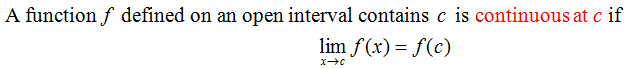 A function f defined on an open interval contains c is continuous at c if
lim f(x) = f(c)
x→c